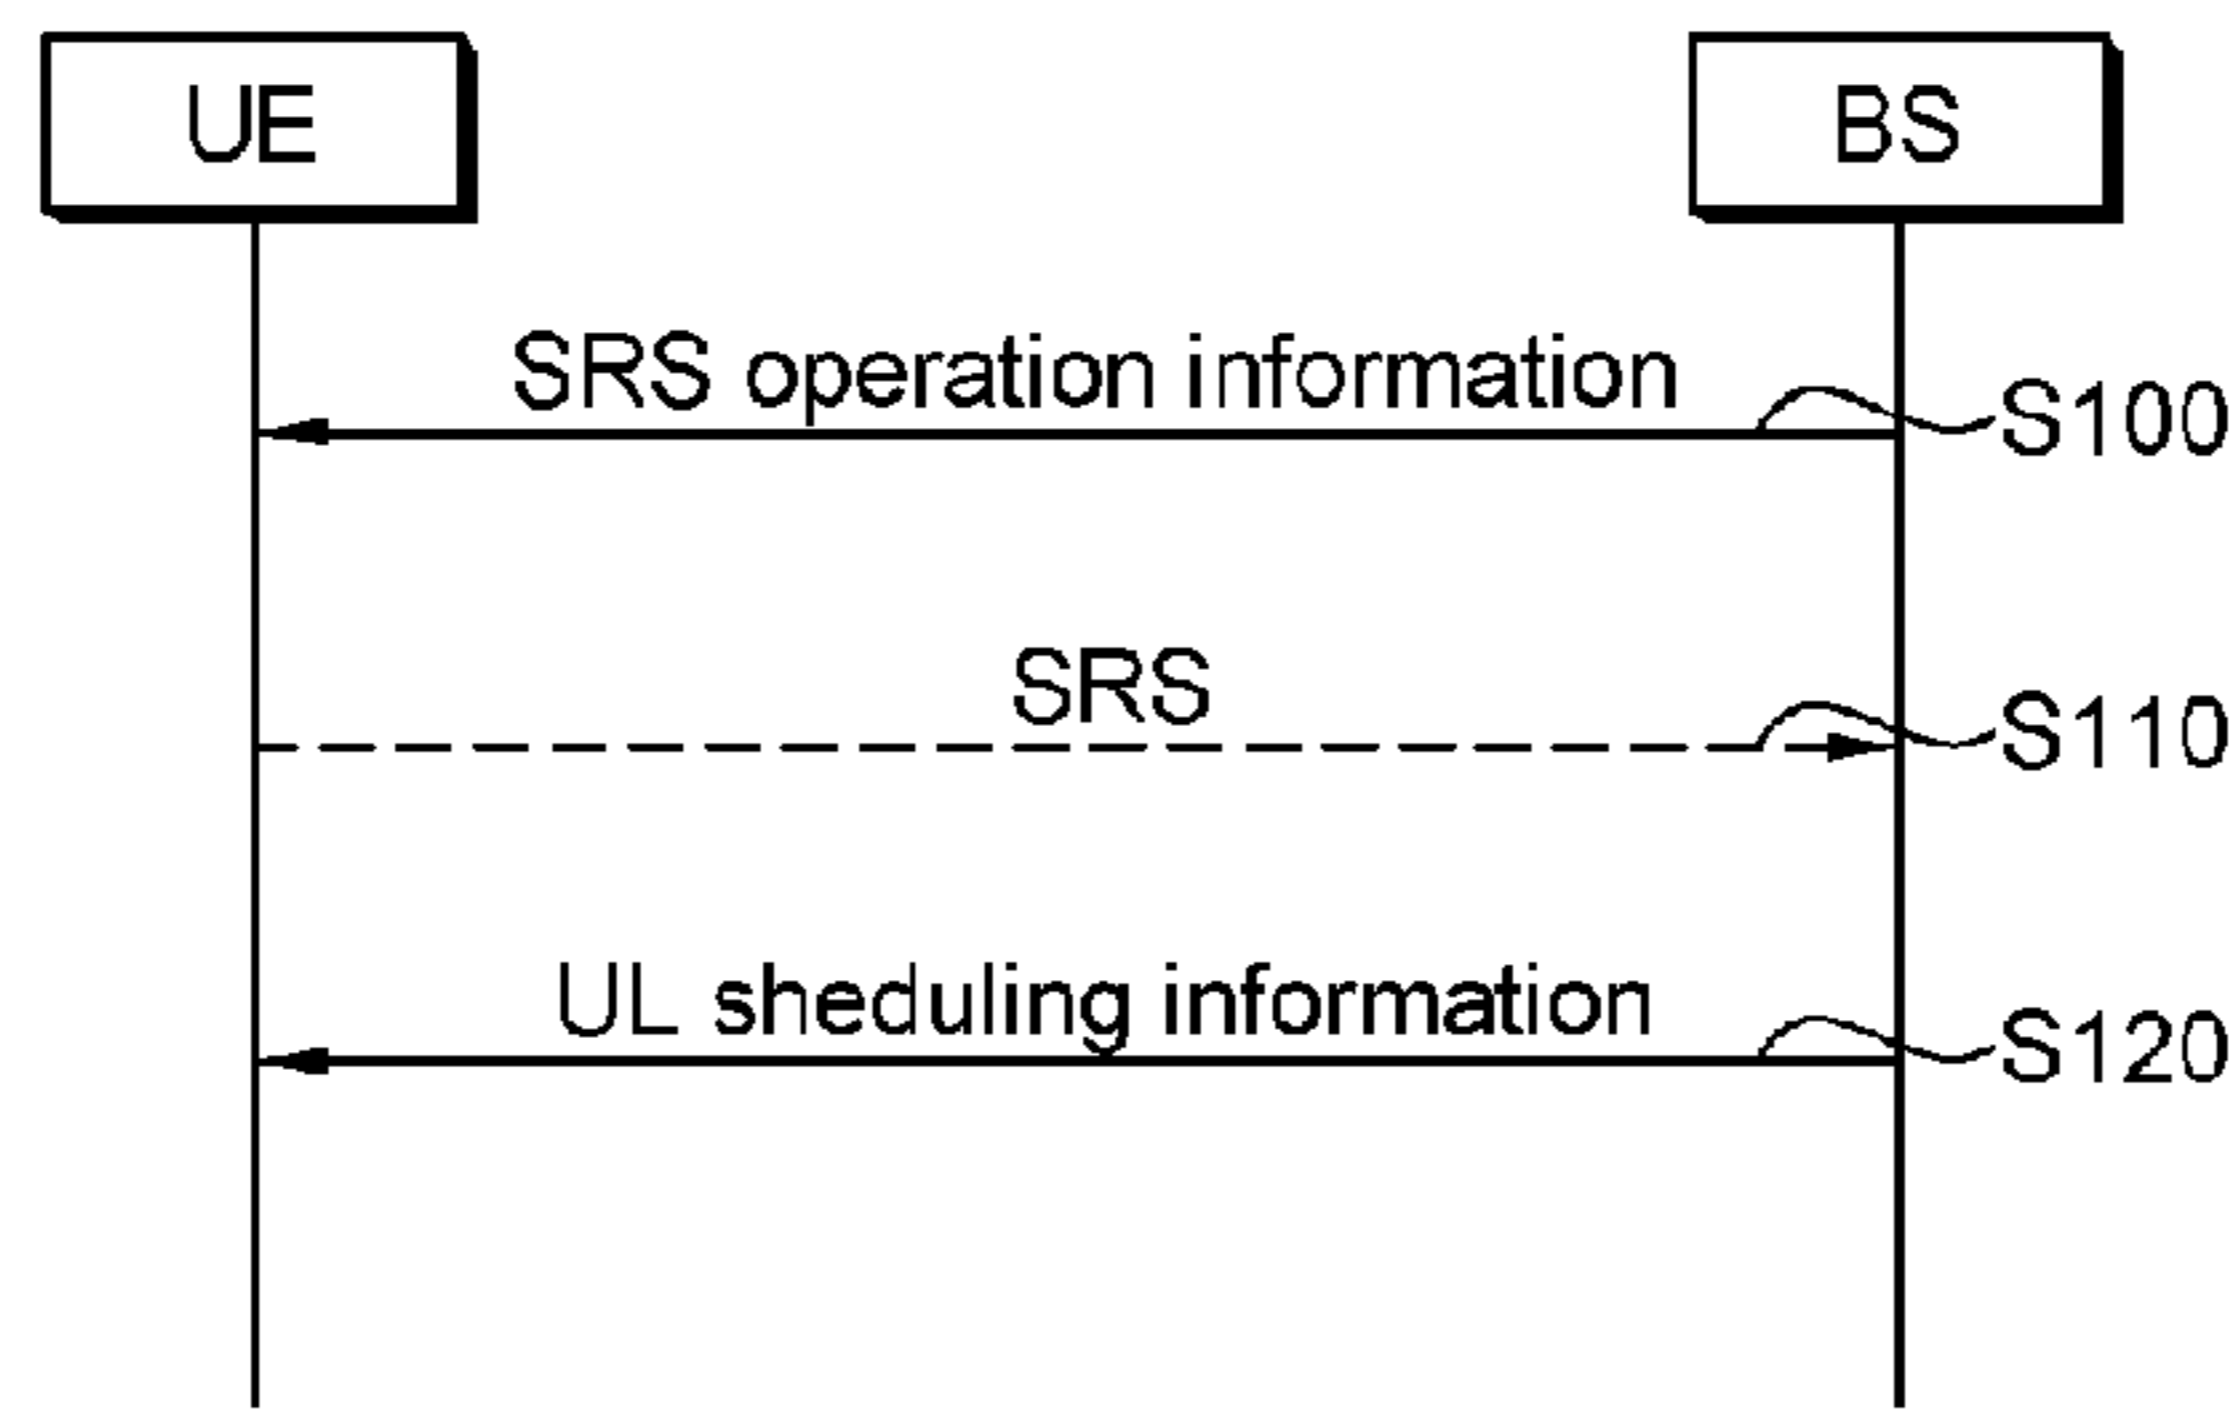 UE
BS
SRS operation information
S100
SRS
S110
UL sheduling information
S120